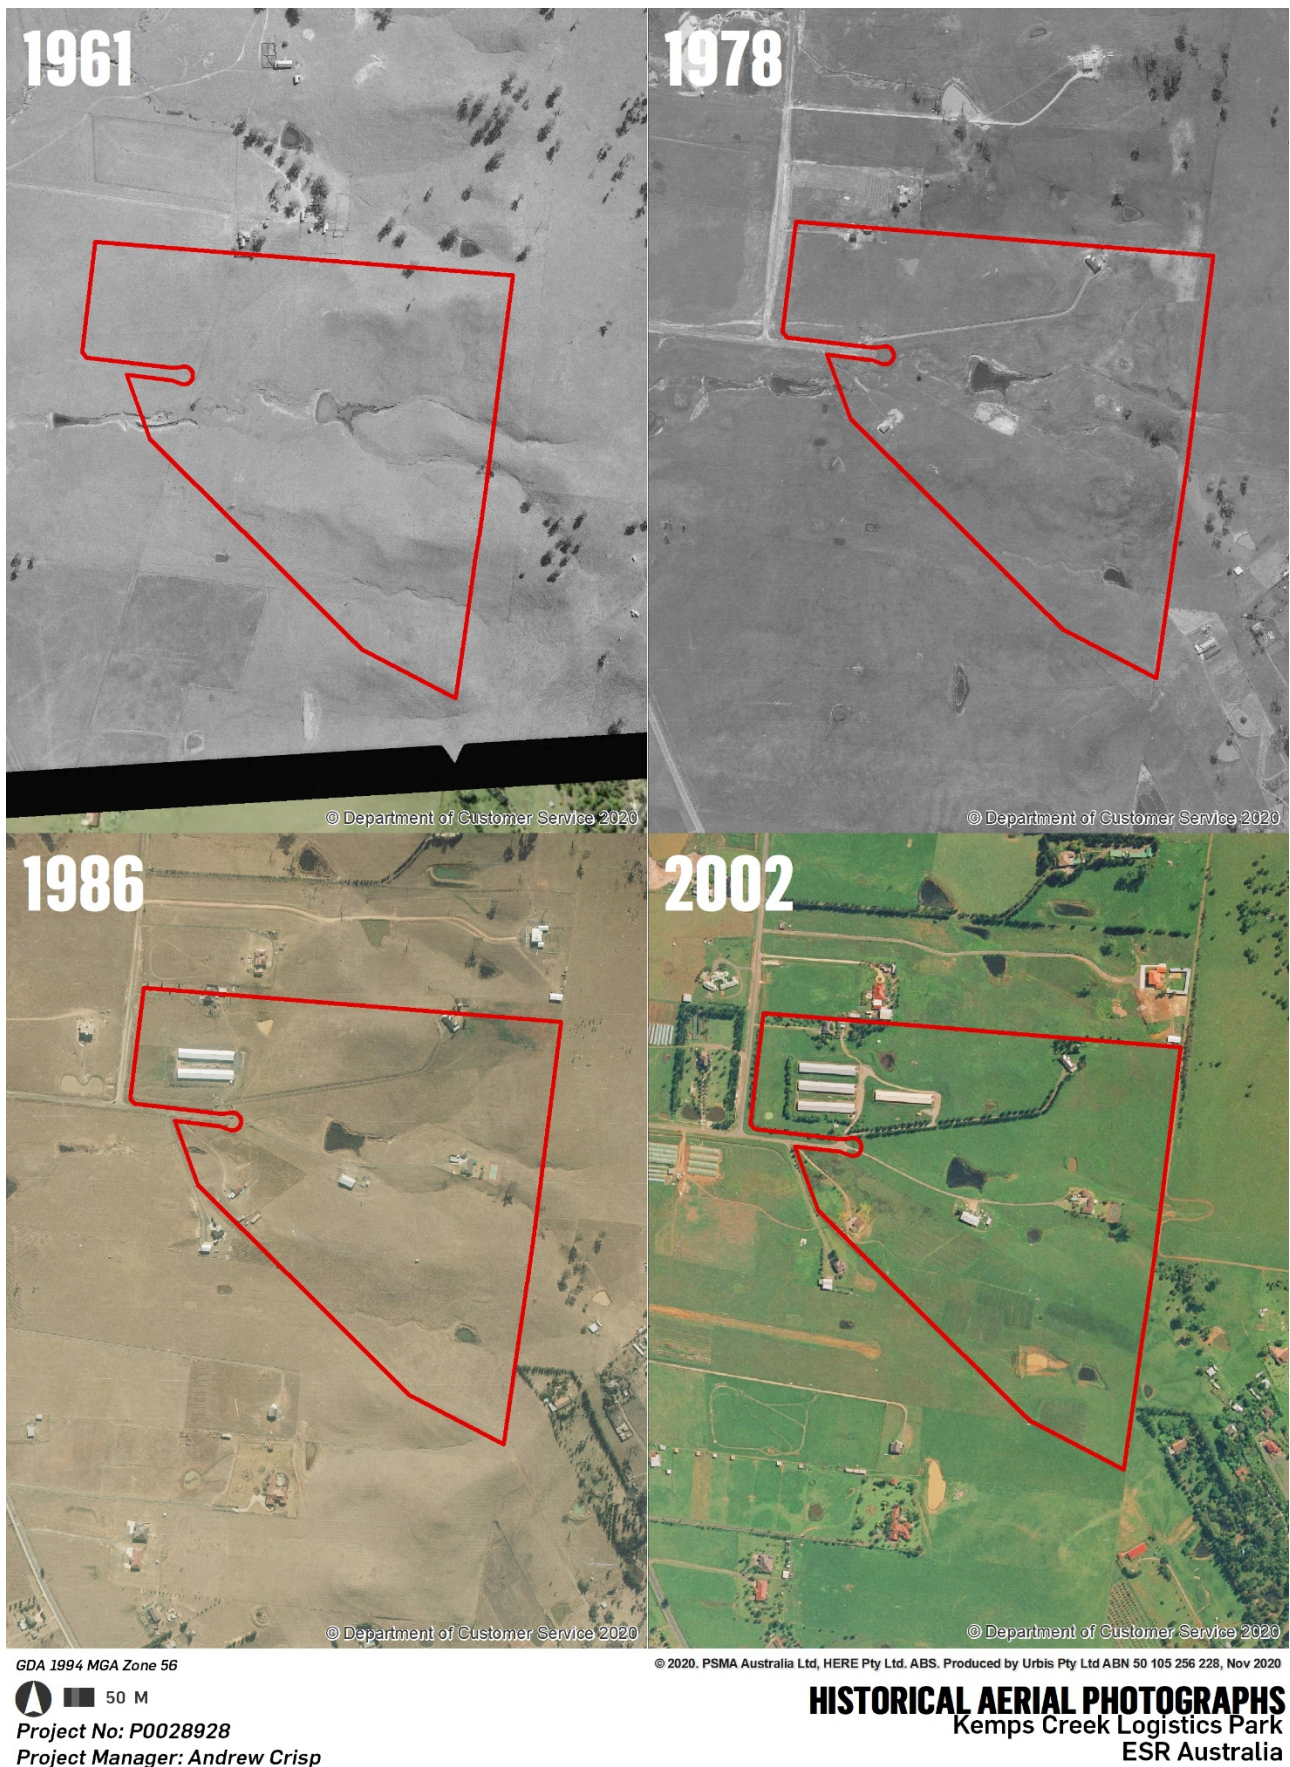 1961
1978
© Department of Customer Service 2020
© Department of Customer Service 2020
1986
2002
© Department of Customer Service 2020
© Department of Customer Service 2020
GDA 1994 MGA Zone 56
© 2020. PSMA Australia Ltd, HERE Pty Ltd. ABS. Produced by Urbis Pty Ltd ABN 50 105 256 228, Nov 2020
50 M
HISTORICAL AERIAL PHOTOGRAPHS
Project No: P0028928
Kemps Creek Logistics Park
Project Manager: Andrew Crisp
ESR Australia